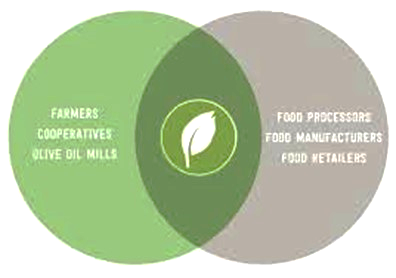 FARMERS
COOPERATIVES
OLIVE OIL MILLS
FOOD PROCESSORS
FOOD MANUFACTURERS
FOOD RETAILERS